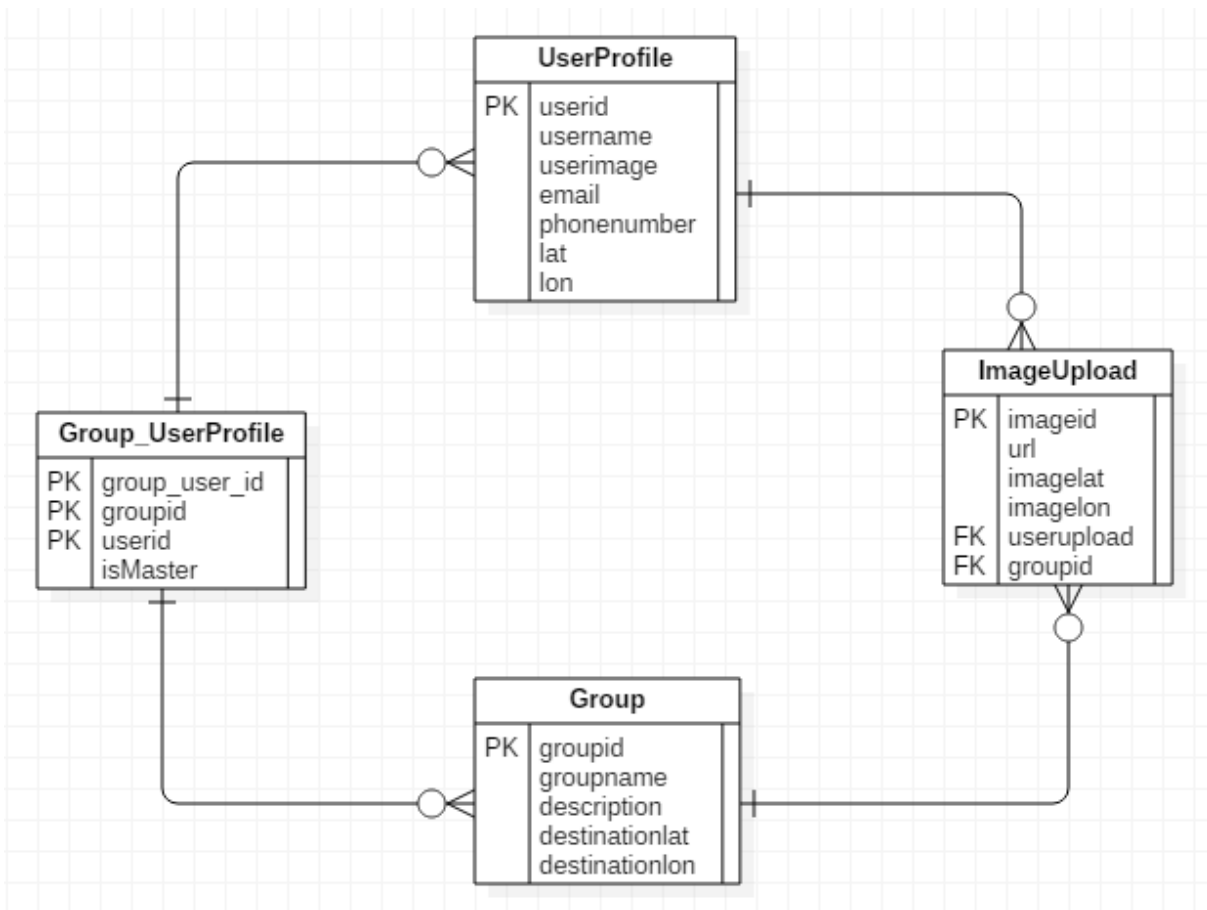 UserProfile
PK userid
username
userimage
email
phonenumber
lat
lon
ImageUpload
PK imageid
url
imagelat
imagelon
FK userupload
FK groupid
Group_UserProfile
PK group_user_id
PK groupid
PK userid
isMaster
Group
PK groupid
groupname
description
destinationlat
destinationlon